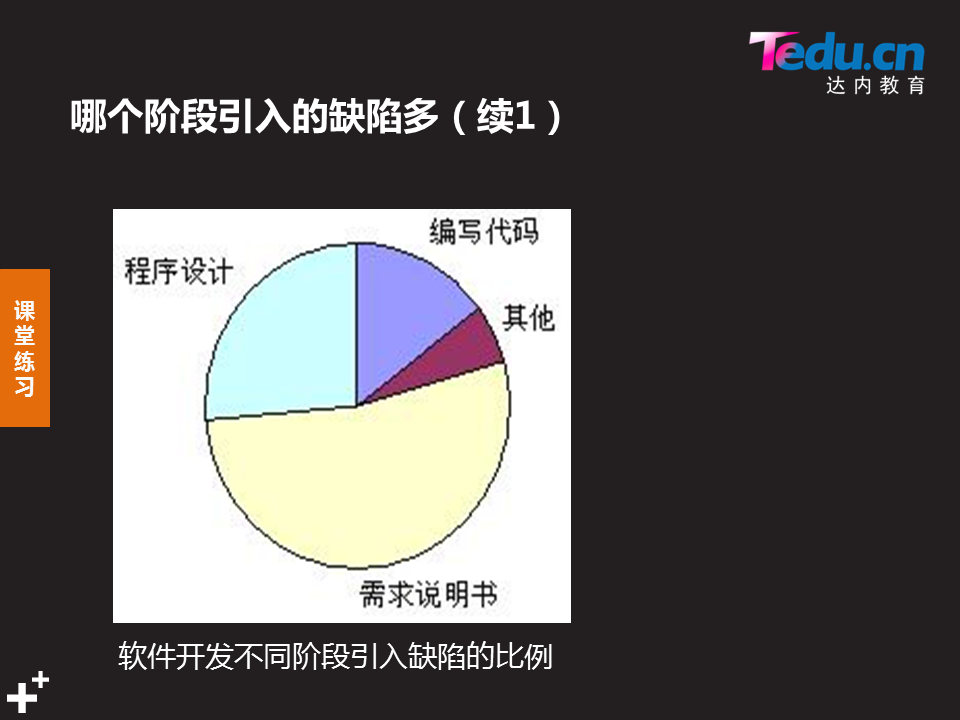 Tedu.cn
达内教育
哪个阶段引入的缺陷多（续1）
编写代码
程序设计
其他
课堂练习
需求说明书
软件开发不同阶段引入缺陷的比例